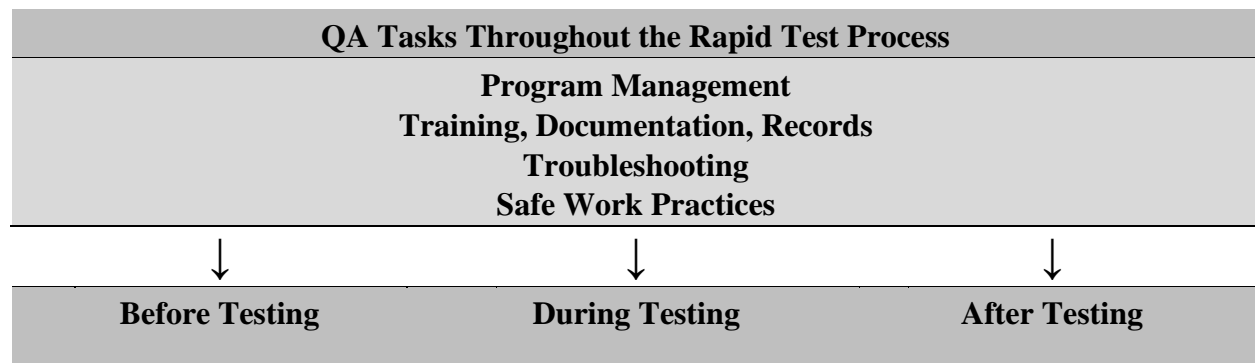 QA Tasks Throughout the Rapid Test Process
Program Management
Training, Documentation, Records
Troubleshooting
Safe Work Practices
↓ ↓ ↓
Before Testing During Testing After Testing